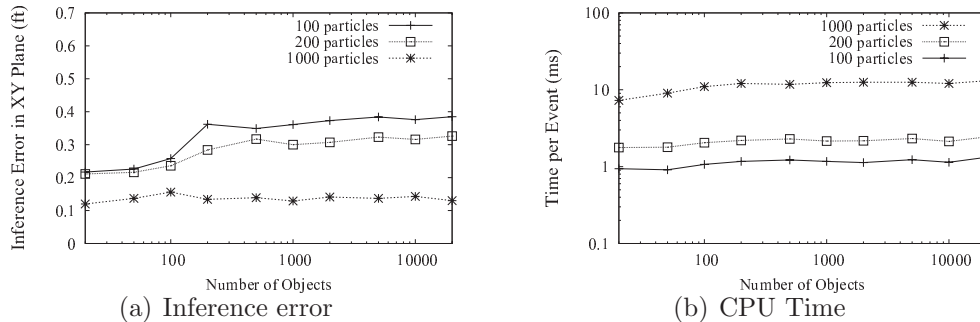 0.7
0.6
0.5
0.4
0.3
0.2
0.1
0
100
1000
10000
Inference Error in XY Plane (ft)
Number of Objects
100 particles
200 particles
1000 particles
(a) Inference error
100
10
1
0.1
100
1000
10000
Time per Event (ms)
Number of Objects
1000 particles
200 particles
100 particles
(b) CPU Time